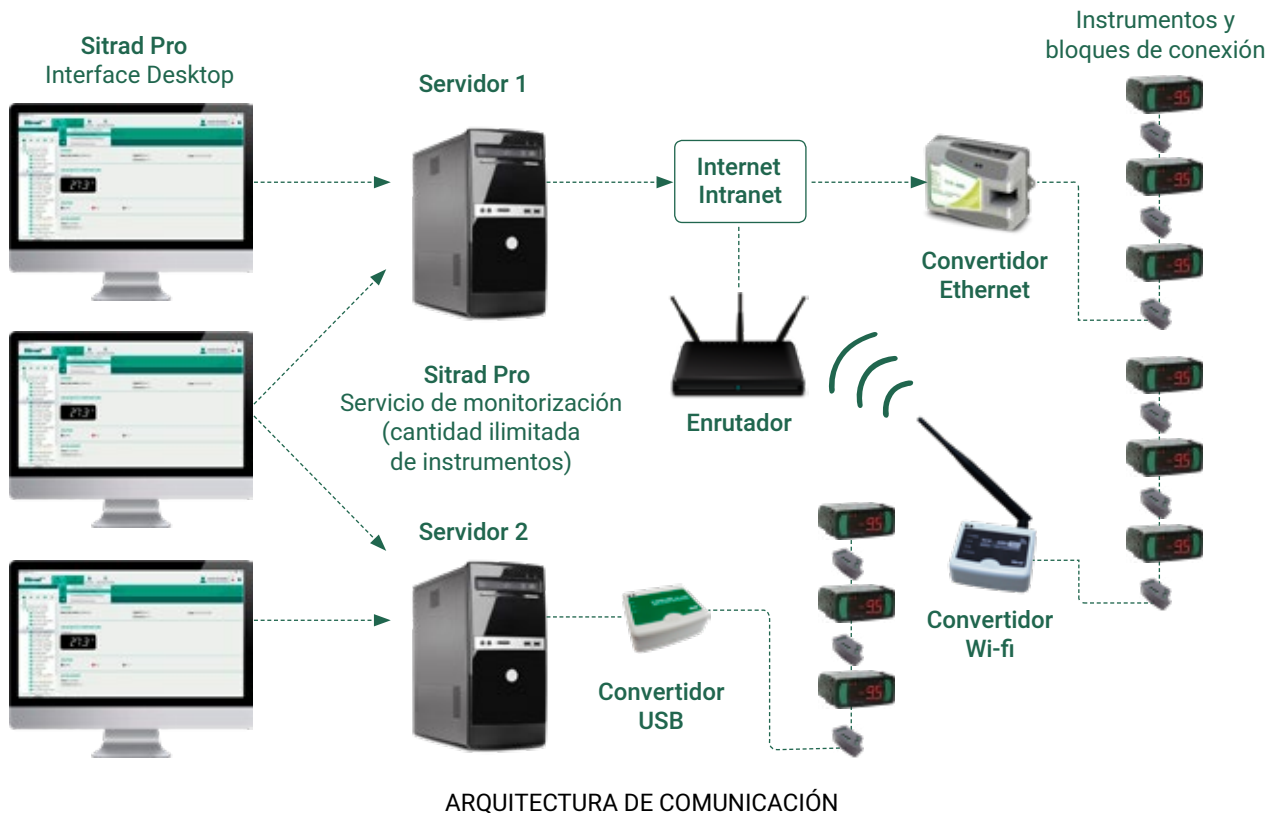 Sitrad Pro
Interface Desktop
Servidor 1
Instrumentos y
bloques de conexión
Internet
Intranet
Convertidor
Ethernet
Sitrad Pro
Servicio de monitorización
(cantidad ilimitada
de instrumentos)
Enrutador
Servidor 2
Convertidor
USB
Convertidor
Wi-fi
ARQUITECTURA DE COMUNICACIÓN